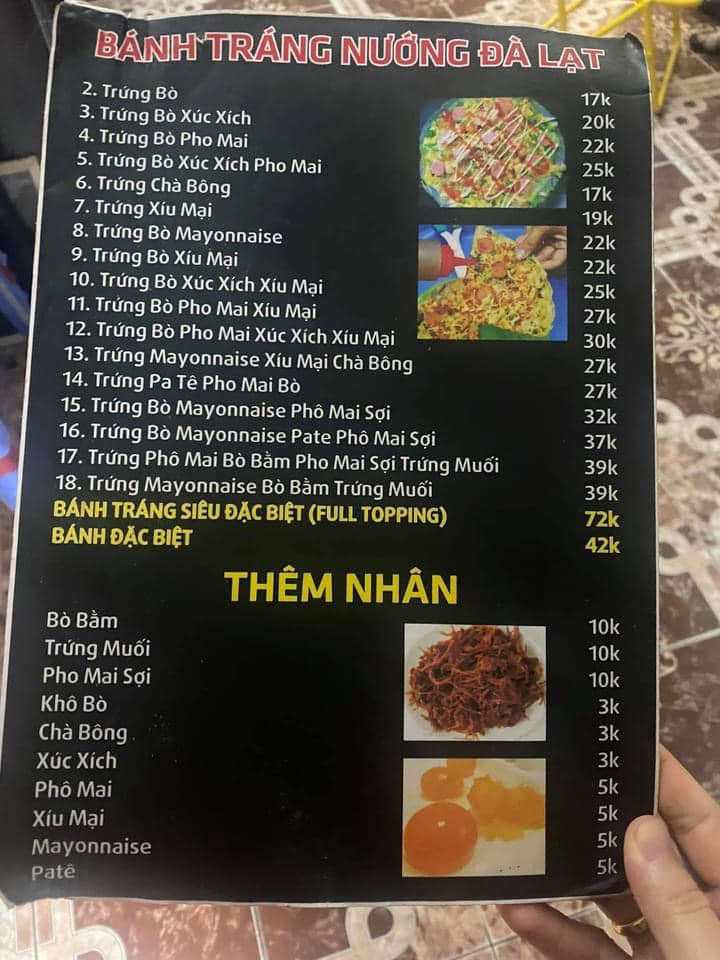 BÁNH TRÁNG NƯỚNG ĐÀ LẠT
2. Trứng Bò 17k
3. Trứng Bò Xúc Xích 20k
4. Trứng Bò Pho Mai 22k
5. Trứng Bò Xúc Xích Pho Mai 25k
6. Trứng Chà Bông 17k
7. Trứng Xíu Mại 19k
8. Trứng Bò Mayonnaise 22k
9. Trứng Bò Xíu Mại 22k
10. Trứng Bò Xúc Xích Xíu Mại 25k
11. Trứng Bò Pho Mai Xíu Mại 27k
12. Trứng Bò Pho Mai Xúc Xích Xíu Mại 30k
13. Trứng Mayonnaise Xíu Mại Chà Bông 27k
14. Trứng Pa Tê Pho Mai Bò 27k
15. Trứng Bò Mayonnaise Phô Mai Sợi 32k
16. Trứng Bò Mayonnaise Pate Phô Mai Sợi 37k
17. Trứng Phô Mai Bò Bằm Pho Mai Sợi Trứng Muối 39k
18. Trứng Mayonnaise Bò Bằm Trứng Muối 39k
BÁNH TRÁNG SIÊU ĐẶC BIỆT (FULL TOPPING) 72k
BÁNH ĐẶC BIỆT 42k
THÊM NHÂN
Bò Bằm 10k
Trứng Muối 10k
Pho Mai Sợi 10k
Khô Bò 3k
Chà Bông 3k
Xúc Xích 3k
Phô Mai 5k
Xíu Mại 5k
Mayonnaise 5k
Patê 5k